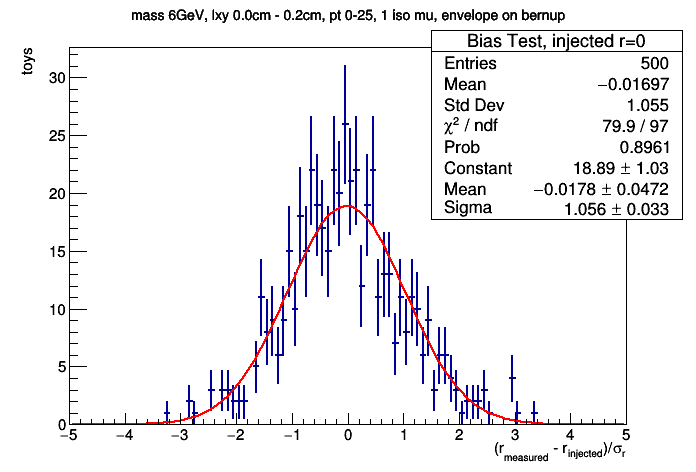 mass 6GeV, lxy 0.0cm - 0.2cm, pt 0-25, 1 iso mu, envelope on bernup
Bias Test, injected r=0
Entries 500
Mean −0.01697
Std Dev 1.055
χ² / ndf 79.9 / 97
Prob 0.8961
Constant 18.89 ± 1.03
Mean −0.0178 ± 0.0472
Sigma 1.056 ± 0.033
toys
30
25
20
15
10
5
0
−5 −4 −3 −2 −1 0 1 2 3 4 5
(r_measured - r_injected)/σ_r